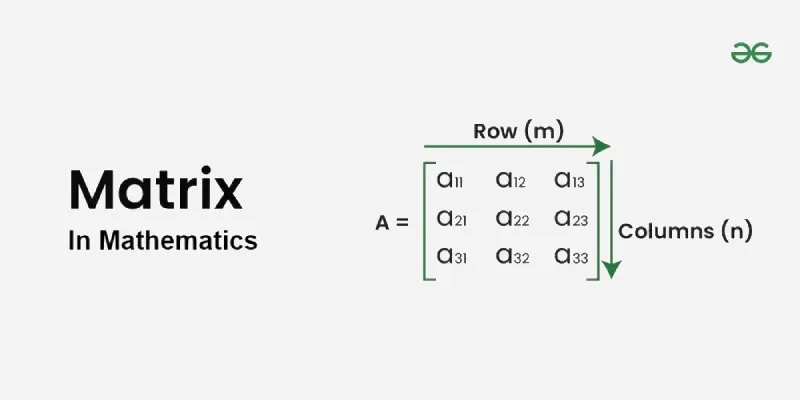 Matrix
In Mathematics
Row (m)
A =
a11 a12 a13
a21 a22 a23
a31 a32 a33
Columns (n)